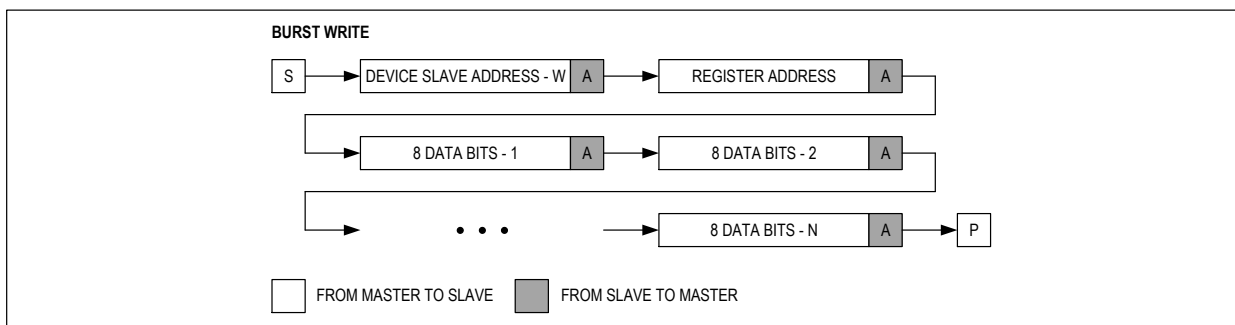 BURST WRITE
S DEVICE SLAVE ADDRESS - W A REGISTER ADDRESS A
8 DATA BITS - 1 A 8 DATA BITS - 2 A
• • • 8 DATA BITS - N A P
FROM MASTER TO SLAVE FROM SLAVE TO MASTER